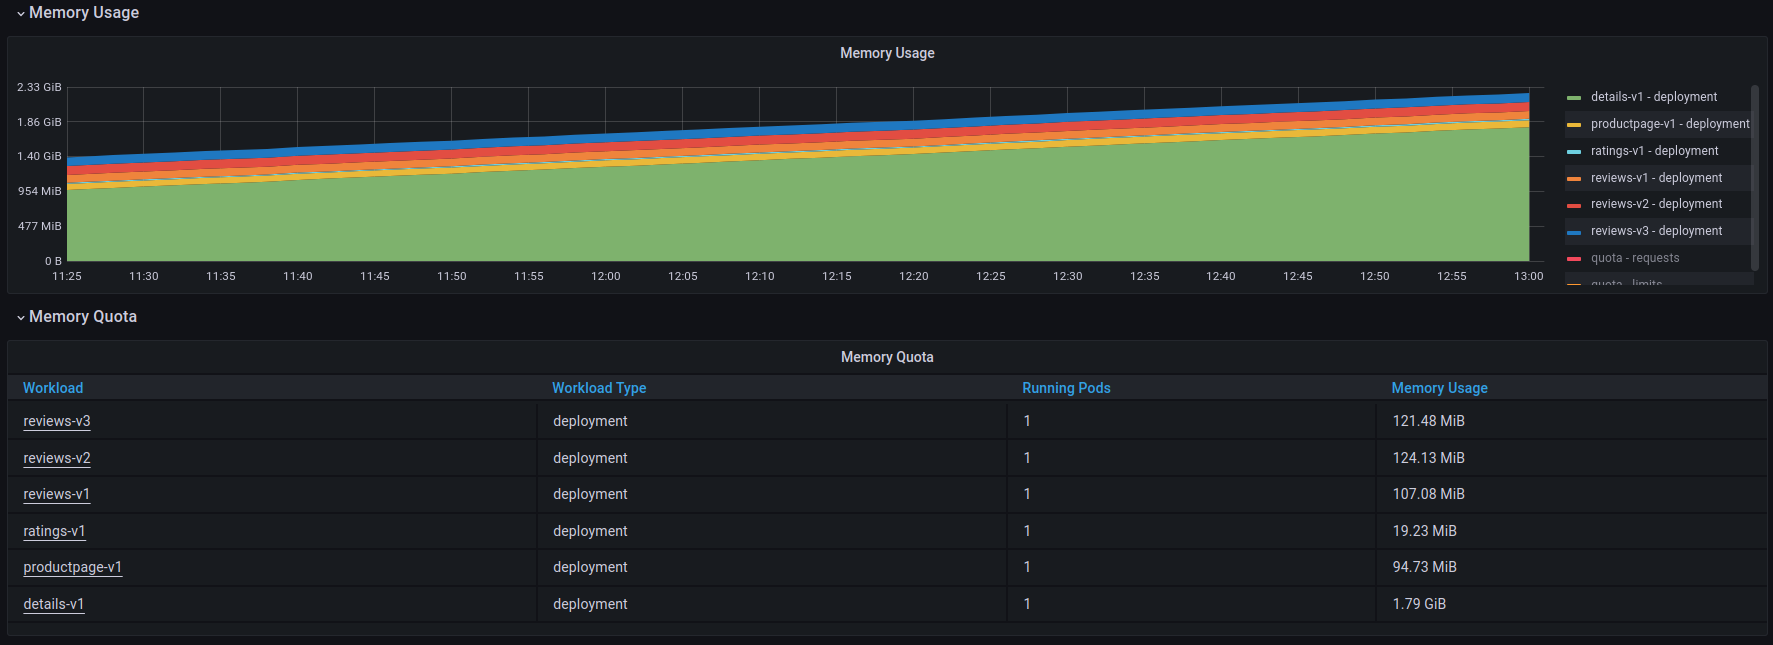 Memory Usage
Memory Usage
2.33 GiB
1.86 GiB
1.40 GiB
954 MiB
477 MiB
0 B
11:25 11:30 11:35 11:40 11:45 11:50 11:55 12:00 12:05 12:10 12:15 12:20 12:25 12:30 12:35 12:40 12:45 12:50 12:55 13:00
details-v1 - deployment
productpage-v1 - deployment
ratings-v1 - deployment
reviews-v1 - deployment
reviews-v2 - deployment
reviews-v3 - deployment
quota - requests
quota - limits
Memory Quota
Memory Quota
Workload Workload Type Running Pods Memory Usage
reviews-v3 deployment 1 121.48 MiB
reviews-v2 deployment 1 124.13 MiB
reviews-v1 deployment 1 107.08 MiB
ratings-v1 deployment 1 19.23 MiB
productpage-v1 deployment 1 94.73 MiB
details-v1 deployment 1 1.79 GiB